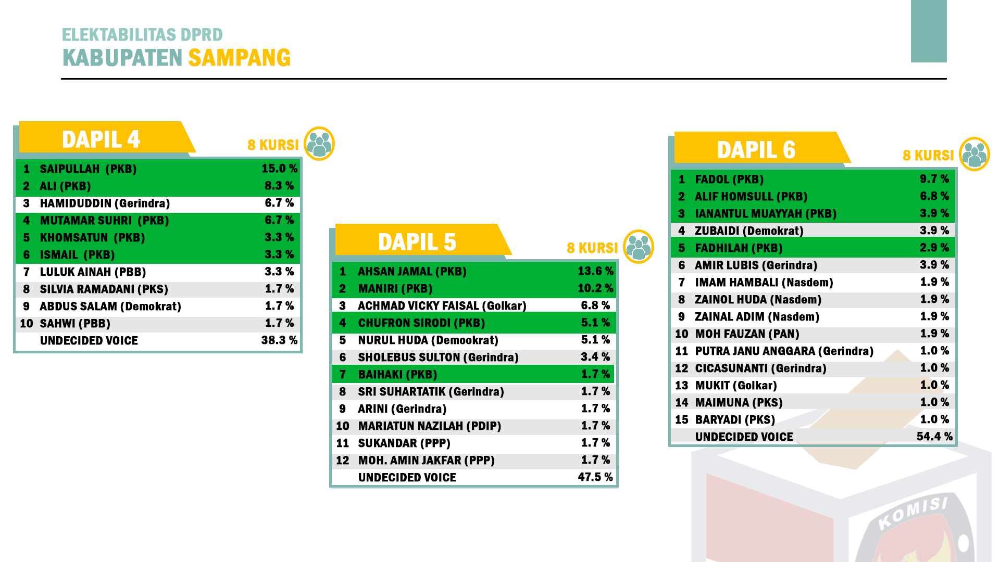 ELEKTABILITAS DPRD
KABUPATEN SAMPANG
DAPIL 4
8 KURSI
1 SAIPULLAH (PKB) 15.0 %
2 ALI (PKB) 8.3 %
3 HAMIDUDDIN (Gerindra) 6.7 %
4 MUTAMAR SUHRI (PKB) 6.7 %
5 KHOMSATUN (PKB) 3.3 %
6 ISMAIL (PKB) 3.3 %
7 LULUK AINAH (PBB) 3.3 %
8 SILVIA RAMADANI (PKS) 1.7 %
9 ABDUS SALAM (Demokrat) 1.7 %
10 SAHWI (PBB) 1.7 %
UNDECIDED VOICE 38.3 %
DAPIL 5
8 KURSI
1 AHSAN JAMAL (PKB) 13.6 %
2 MANIRI (PKB) 10.2 %
3 ACHMAD VICKY FAISAL (Golkar) 6.8 %
4 CHUFRON SIRODI (PKB) 5.1 %
5 NURUL HUDA (Demookrat) 5.1 %
6 SHOLEBUS SULTON (Gerindra) 3.4 %
7 BAIHAKI (PKB) 1.7 %
8 SRI SUHARTATIK (Gerindra) 1.7 %
9 ARINI (Gerindra) 1.7 %
10 MARIATUN NAZILAH (PDIP) 1.7 %
11 SUKANDAR (PPP) 1.7 %
12 MOH. AMIN JAKFAR (PPP) 1.7 %
UNDECIDED VOICE 47.5 %
DAPIL 6
8 KURSI
1 FADOL (PKB) 9.7 %
2 ALIF HOMSULL (PKB) 6.8 %
3 IANANTUL MUAYYAH (PKB) 3.9 %
4 ZUBAIDI (Demokrat) 3.9 %
5 FADHILAH (PKB) 2.9 %
6 AMIR LUBIS (Gerindra) 3.9 %
7 IMAM HAMBALI (Nasdem) 1.9 %
8 ZAINOL HUDA (Nasdem) 1.9 %
9 ZAINAL ADIM (Nasdem) 1.9 %
10 MOH FAUZAN (PAN) 1.9 %
11 PUTRA JANU ANGGARA (Gerindra) 1.0 %
12 CICASUNANTI (Gerindra) 1.0 %
13 MUKIT (Golkar) 1.0 %
14 MAIMUNA (PKS) 1.0 %
15 BARYADI (PKS) 1.0 %
UNDECIDED VOICE 54.4 %
KOMISI